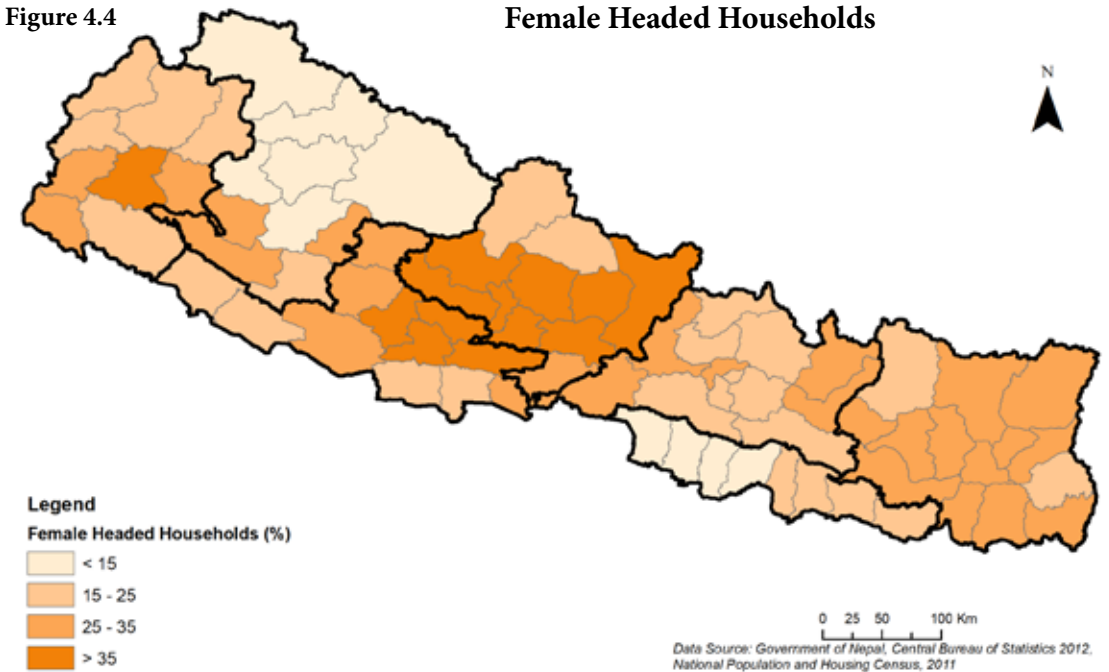 Figure 4.4
Female Headed Households
N
Legend
Female Headed Households (%)
< 15
15 - 25
25 - 35
> 35
0 25 50 100 Km
Data Source: Government of Nepal, Central Bureau of Statistics 2012,
National Population and Housing Census, 2011